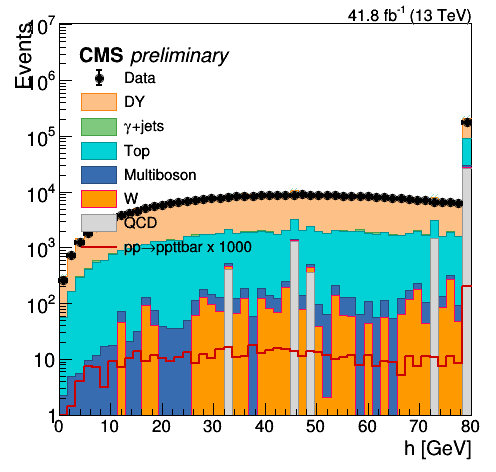 41.8 fb⁻¹ (13 TeV)
Events
10⁷
10⁶
10⁵
10⁴
10³
10²
10
1
CMS preliminary
Data
DY
γ+jets
Top
Multiboson
W
QCD
pp→ppttbar x 1000
0 10 20 30 40 50 60 70 80
h [GeV]